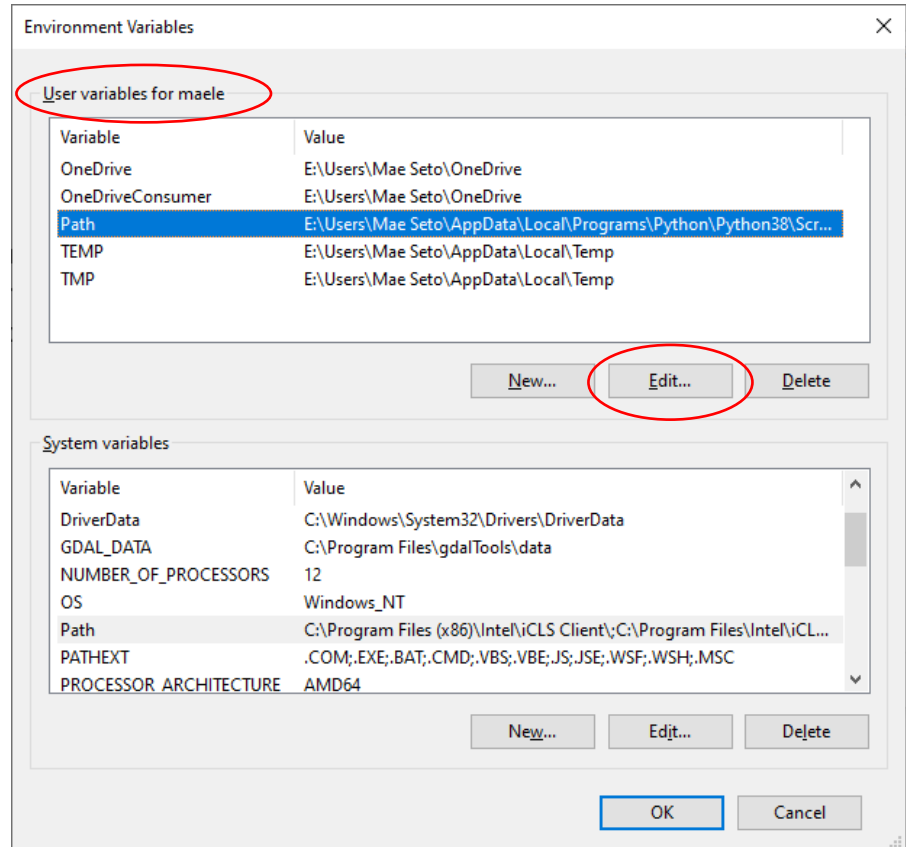 Environment Variables
User variables for maele
Variable Value
OneDrive E:\Users\Mae Seto\OneDrive
OneDriveConsumer E:\Users\Mae Seto\OneDrive
Path E:\Users\Mae Seto\AppData\Local\Programs\Python\Python38\Scr...
TEMP E:\Users\Mae Seto\AppData\Local\Temp
TMP E:\Users\Mae Seto\AppData\Local\Temp
New... Edit... Delete
System variables
Variable Value
DriverData C:\Windows\System32\Drivers\DriverData
GDAL_DATA C:\Program Files\gdalTools\data
NUMBER_OF_PROCESSORS 12
OS Windows_NT
Path C:\Program Files (x86)\Intel\iCLS Client\;C:\Program Files\Intel\iCL...
PATHEXT .COM;.EXE;.BAT;.CMD;.VBS;.VBE;.JS;.JSE;.WSF;.WSH;.MSC
PROCESSOR_ARCHITECTURE AMD64
New... Edit... Delete
OK Cancel